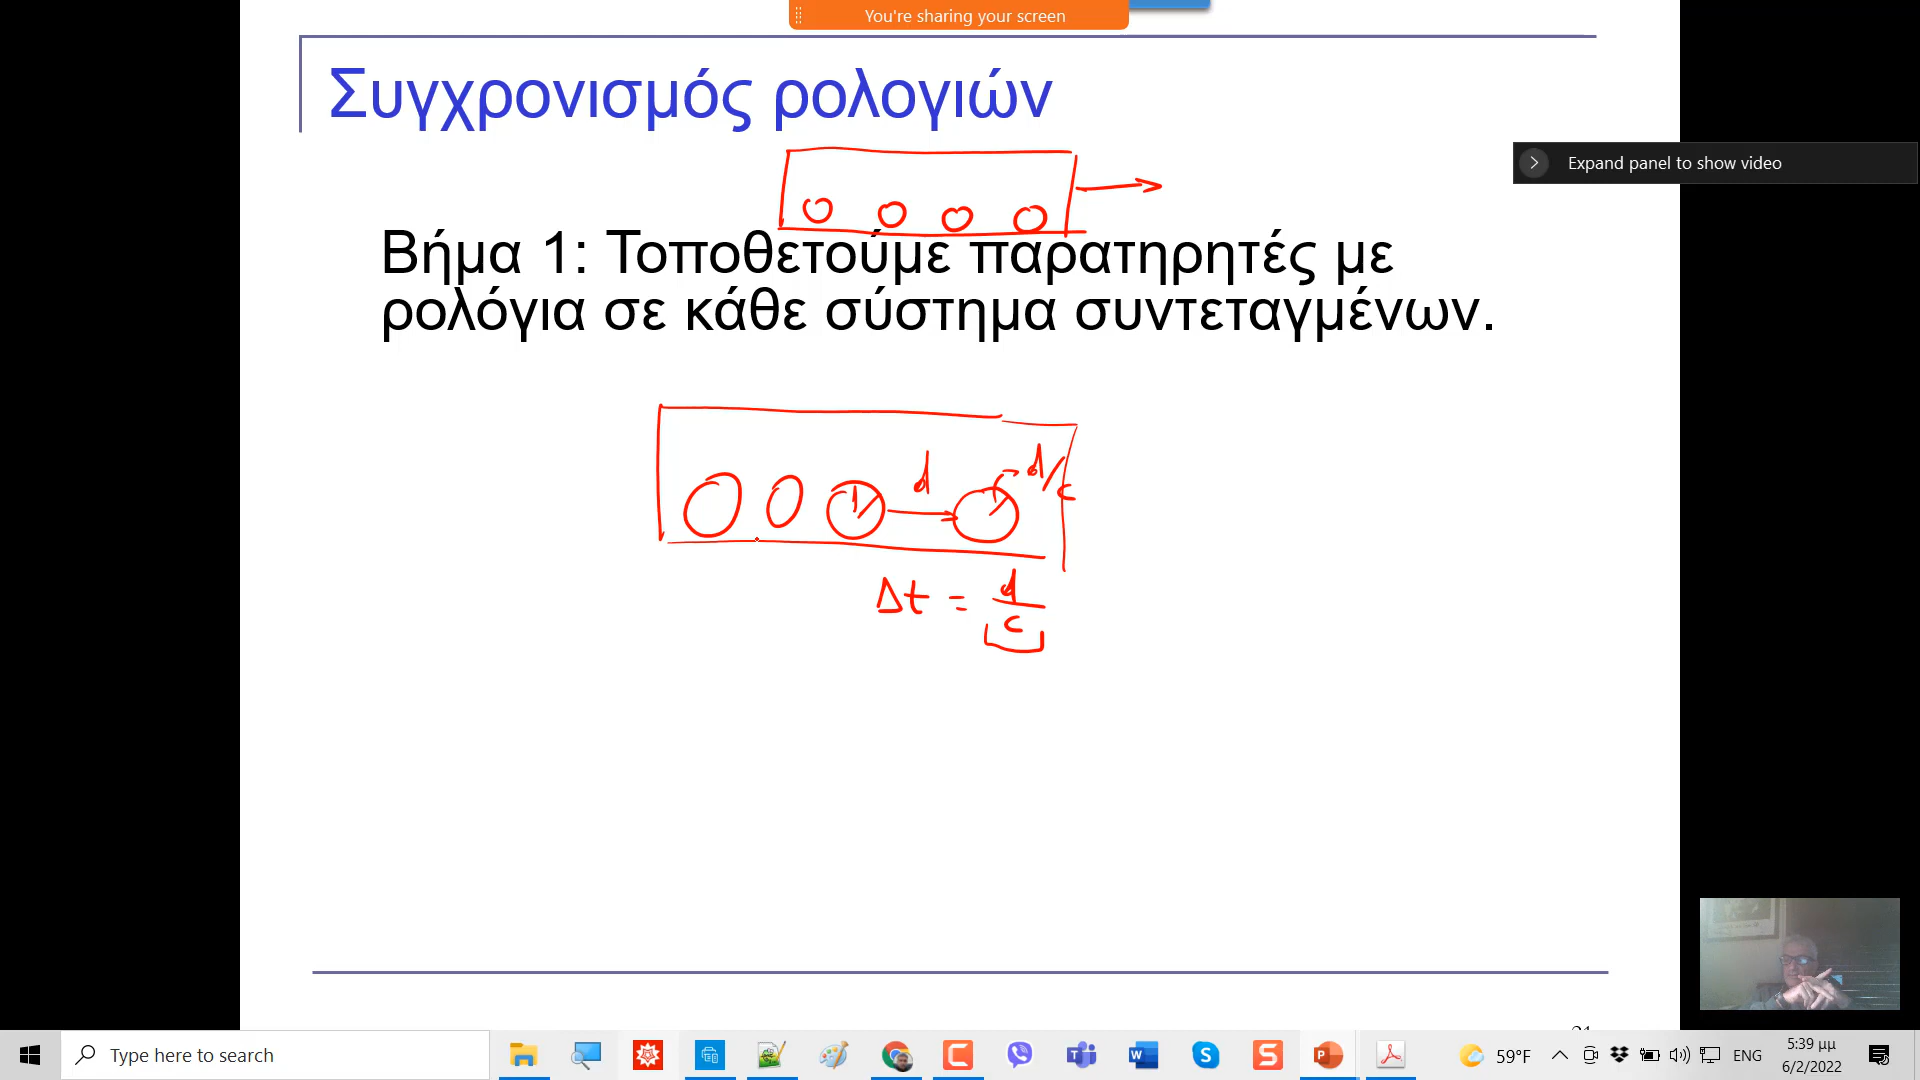 You're sharing your screen
Συγχρονισμός ρολογιών
Expand panel to show video
Βήμα 1: Τοποθετούμε παρατηρητές με
ρολόγια σε κάθε σύστημα συντεταγμένων.
d
d/c
Δt = d/c
Type here to search
59°F
ENG
5:39 μμ
6/2/2022